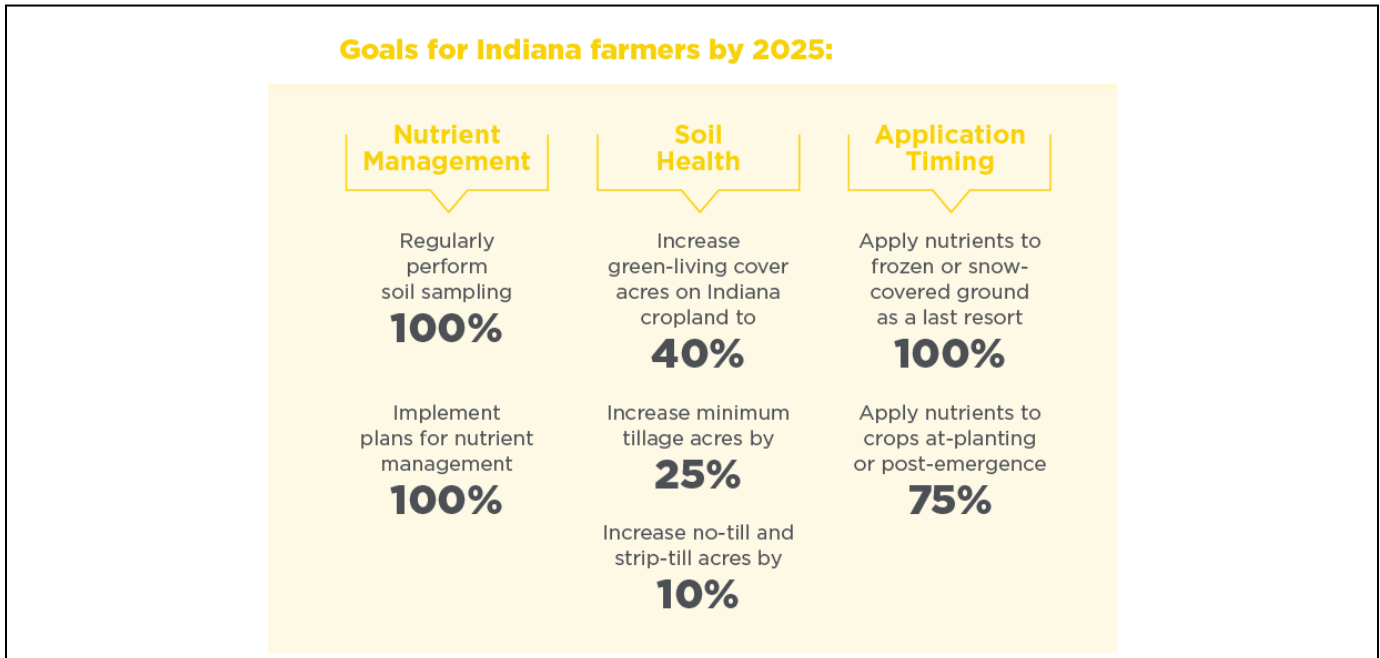 Goals for Indiana farmers by 2025:
Nutrient
Management
Regularly
perform
soil sampling
100%
Implement
plans for nutrient
management
100%
Soil
Health
Increase
green-living cover
acres on Indiana
cropland to
40%
Increase minimum
tillage acres by
25%
Increase no-till and
strip-till acres by
10%
Application
Timing
Apply nutrients to
frozen or snow-
covered ground
as a last resort
100%
Apply nutrients to
crops at-planting
or post-emergence
75%